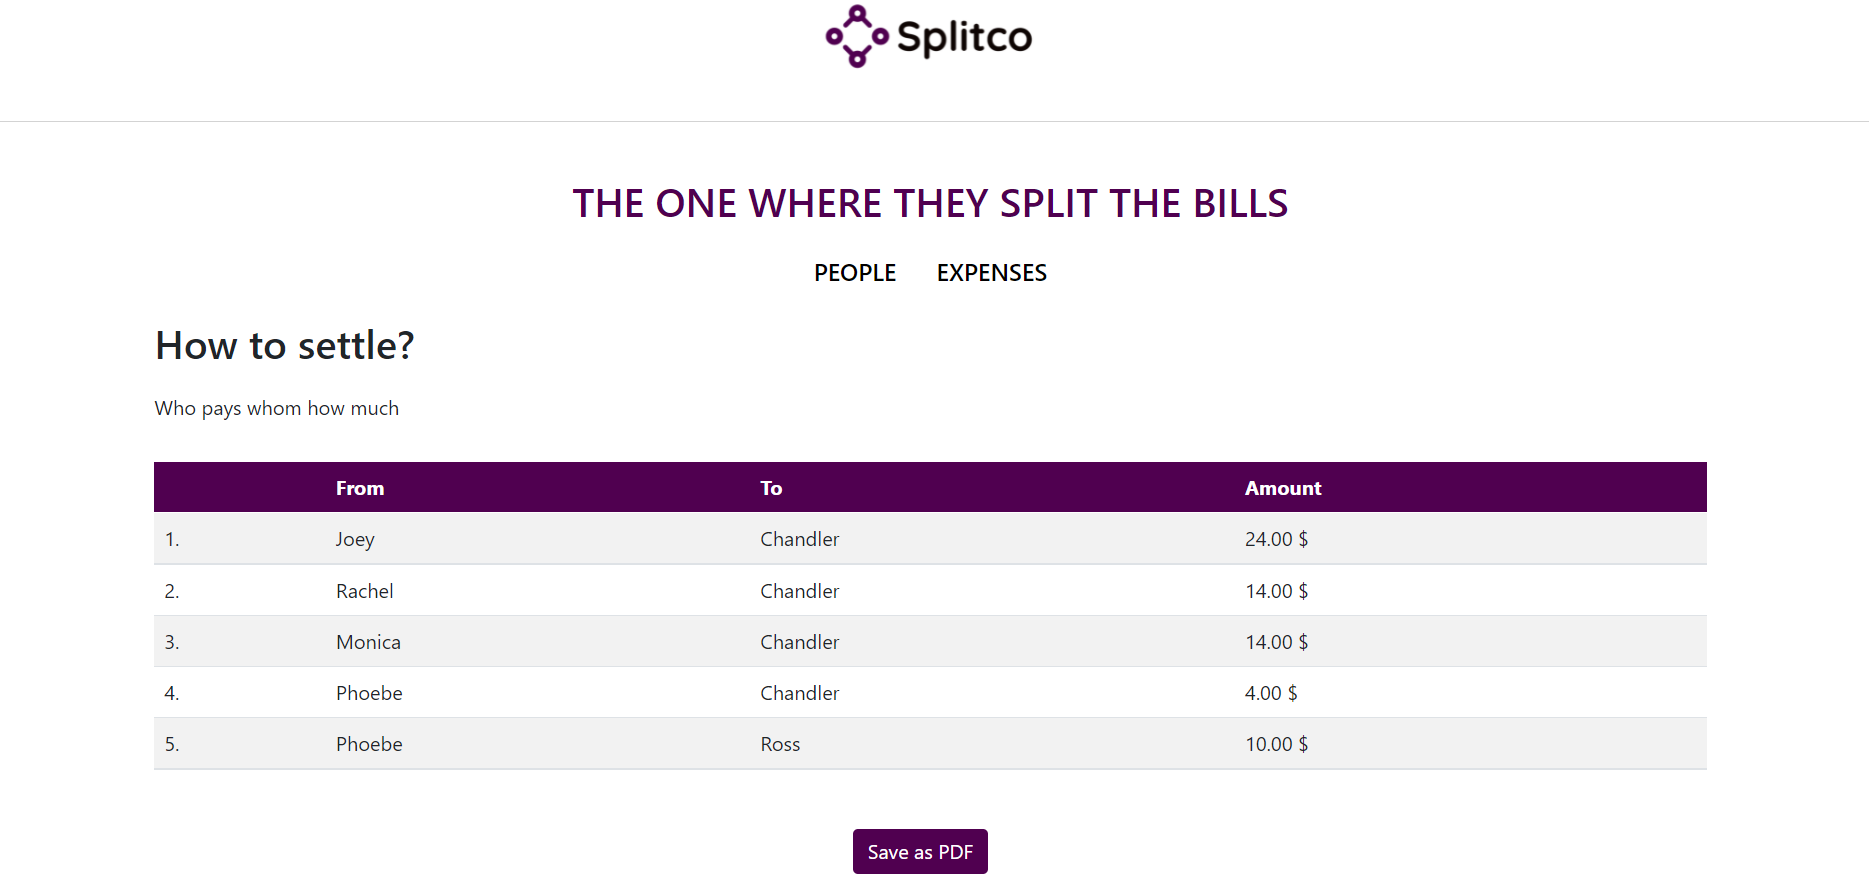 Splitco
THE ONE WHERE THEY SPLIT THE BILLS
PEOPLE EXPENSES
How to settle?
Who pays whom how much
From To Amount
1. Joey Chandler 24.00 $
2. Rachel Chandler 14.00 $
3. Monica Chandler 14.00 $
4. Phoebe Chandler 4.00 $
5. Phoebe Ross 10.00 $
Save as PDF